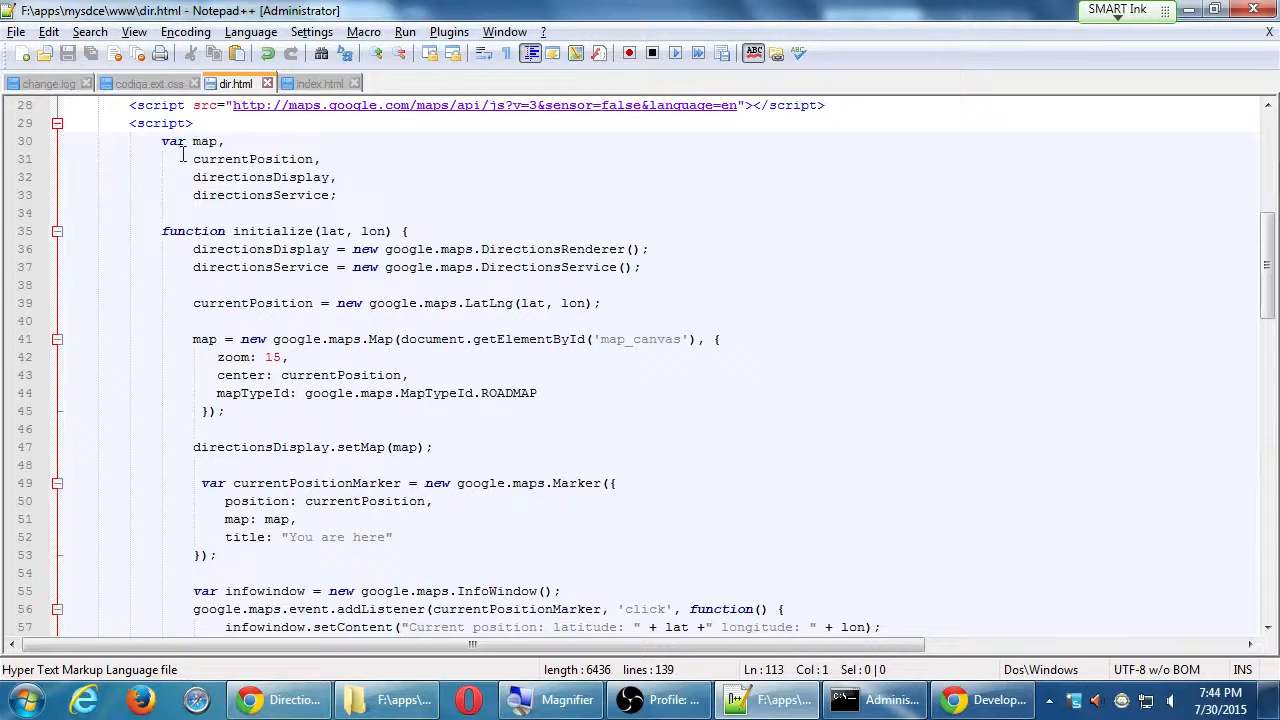 F:\apps\mysdce\www\dir.html - Notepad++ [Administrator]
SMART Ink
File Edit Search View Encoding Language Settings Macro Run Plugins Window ? X
change.log codiqa.ext.css dir.html index.html
28 <script src="http://maps.google.com/maps/api/js?v=3&sensor=false&language=en"></script>
29 <script>
30 var map,
31 currentPosition,
32 directionsDisplay,
33 directionsService;
34
35 function initialize(lat, lon) {
36 directionsDisplay = new google.maps.DirectionsRenderer();
37 directionsService = new google.maps.DirectionsService();
38
39 currentPosition = new google.maps.LatLng(lat, lon);
40
41 map = new google.maps.Map(document.getElementById('map_canvas'), {
42 zoom: 15,
43 center: currentPosition,
44 mapTypeId: google.maps.MapTypeId.ROADMAP
45 });
46
47 directionsDisplay.setMap(map);
48
49 var currentPositionMarker = new google.maps.Marker({
50 position: currentPosition,
51 map: map,
52 title: "You are here"
53 });
54
55 var infowindow = new google.maps.InfoWindow();
56 google.maps.event.addListener(currentPositionMarker, 'click', function() {
57 infowindow.setContent("Current position: latitude: " + lat +" longitude: " + lon);
Hyper Text Markup Language file length : 6436 lines : 139 Ln : 113 Col : 1 Sel : 0 | 0 Dos\Windows UTF-8 w/o BOM INS
Directio... F:\apps\... Magnifier Profile: ... F:\apps\... Adminis... Develop... 7:44 PM
7/30/2015